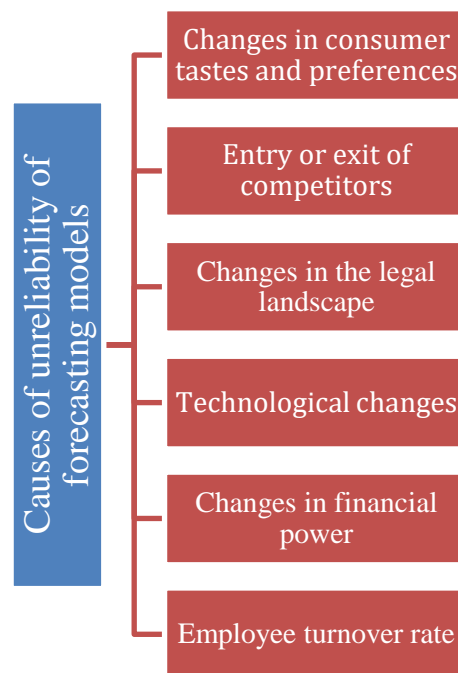 Causes of unreliability of
forecasting models
Changes in consumer
tastes and preferences
Entry or exit of
competitors
Changes in the legal
landscape
Technological changes
Changes in financial
power
Employee turnover rate